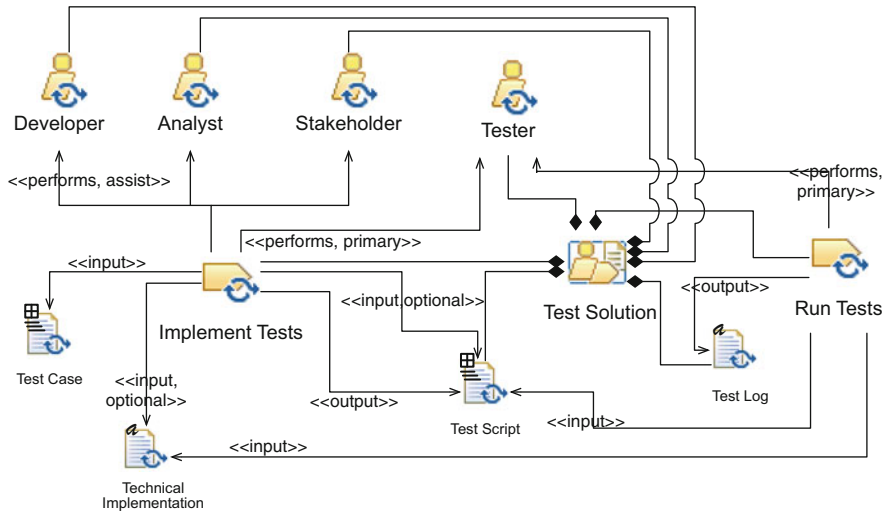 Developer
Analyst
Stakeholder
Tester
<<performs, assist>>
<<performs,
primary>>
<<performs, primary>>
<<input>>
<<input,optional>>
<<output>>
Implement Tests
Test Solution
Run Tests
Test Case
<<input,
optional>>
<<output>>
Test Script
<<input>>
Test Log
<<input>>
Technical
Implementation